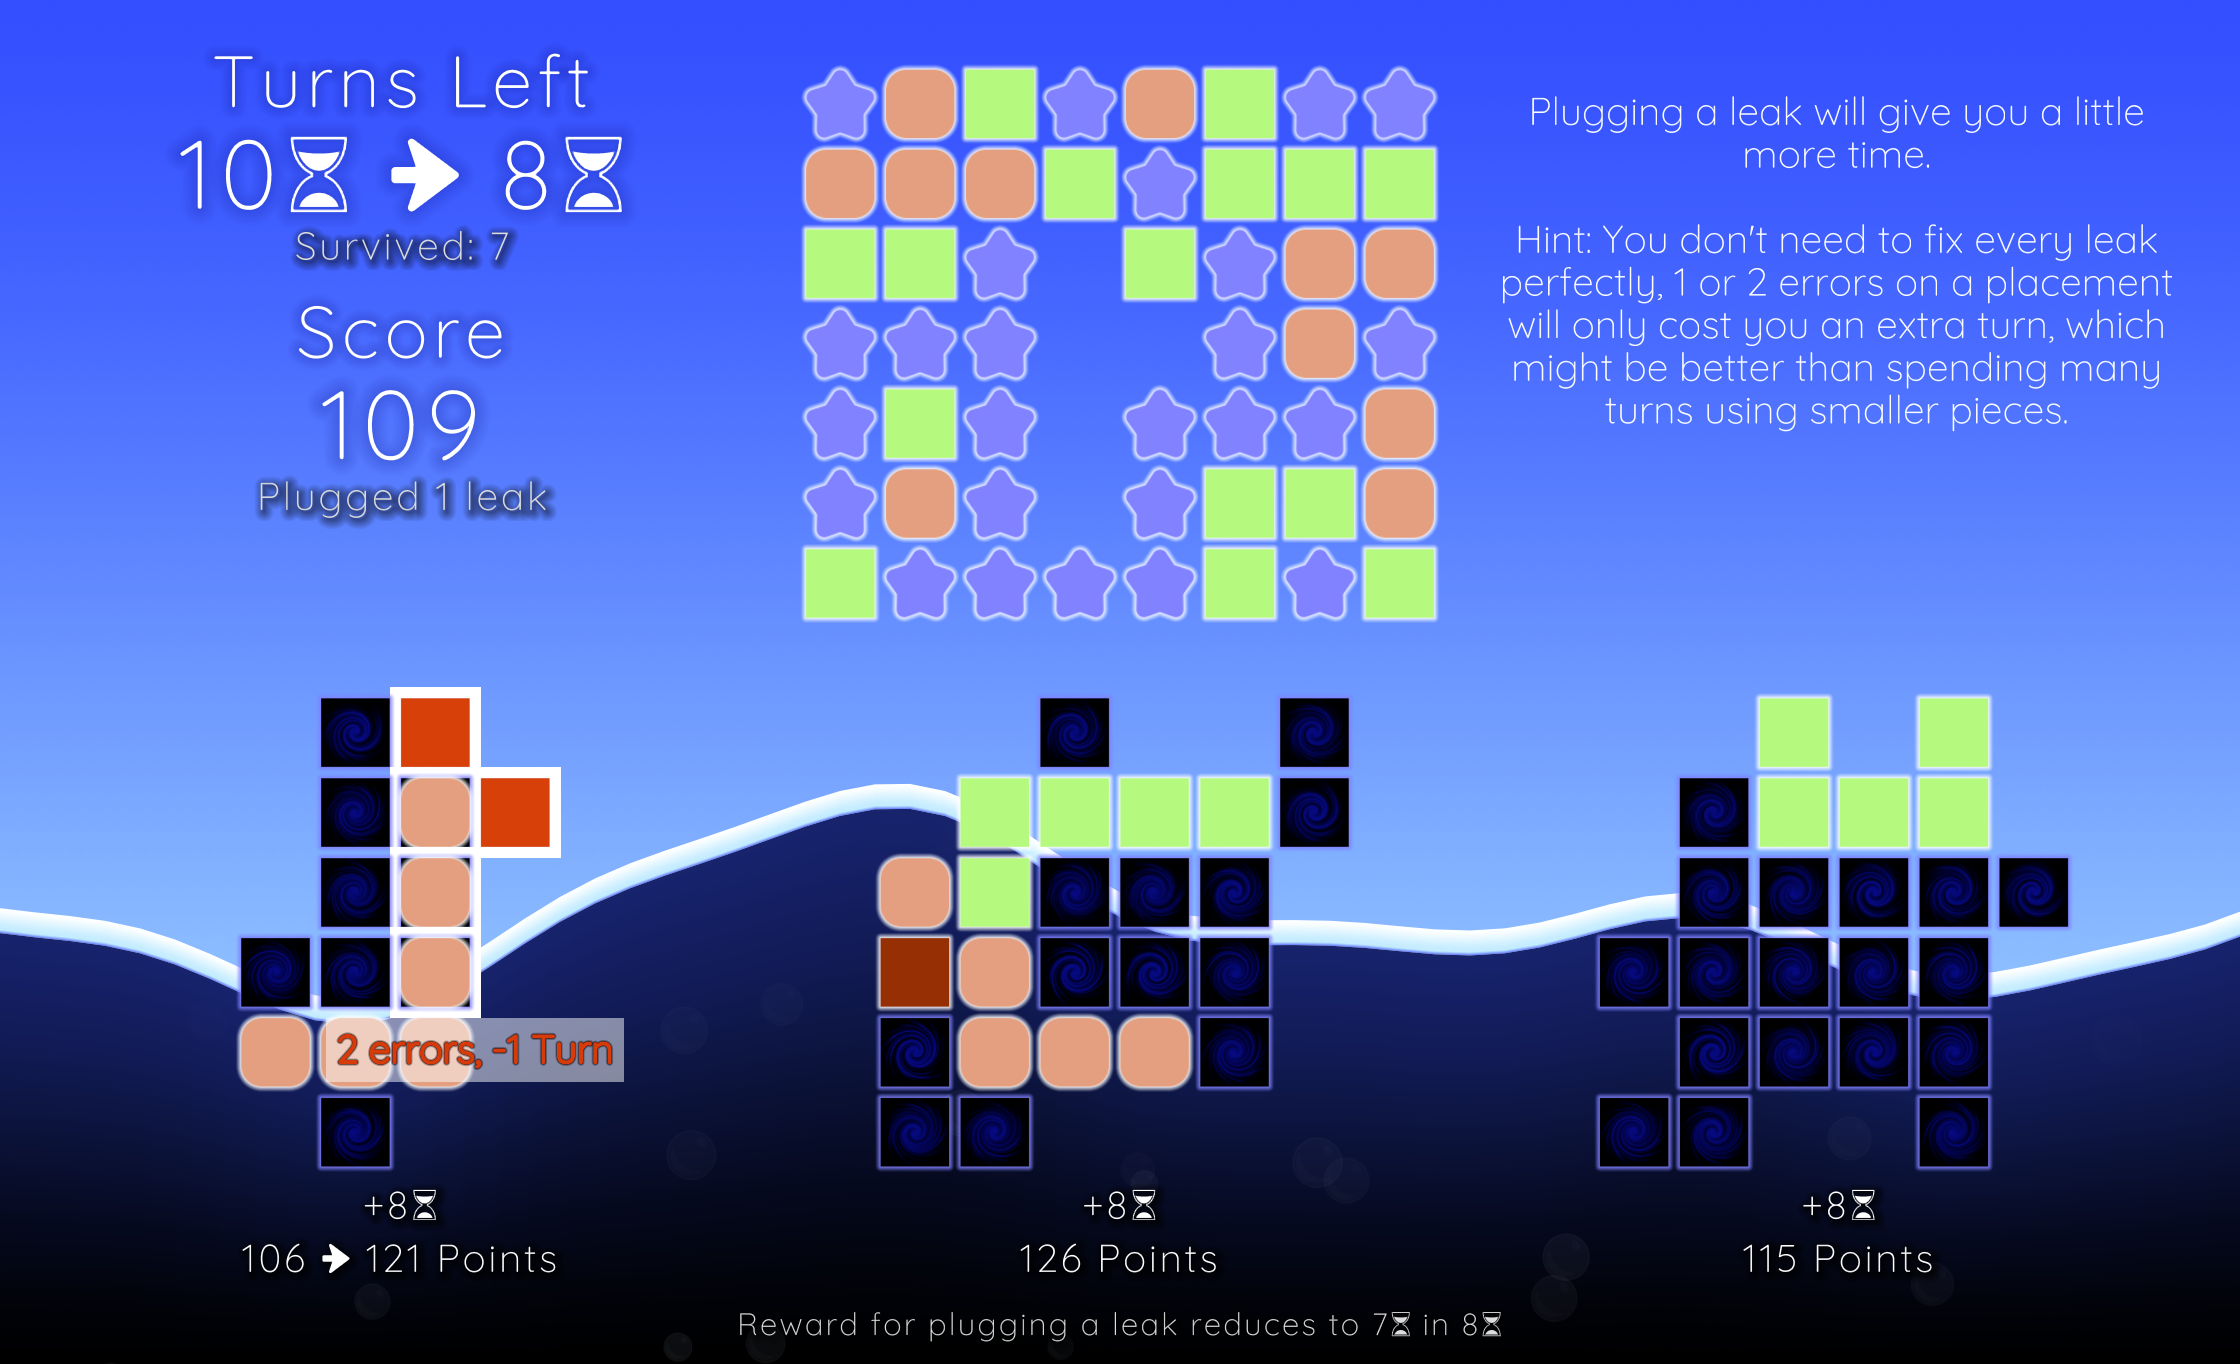 Turns Left
10 8
Survived: 7
Score
109
Plugged 1 leak
Plugging a leak will give you a little
more time.
Hint: You don't need to fix every leak
perfectly, 1 or 2 errors on a placement
will only cost you an extra turn, which
might be better than spending many
turns using smaller pieces.
2 errors, -1 Turn
+8
106 → 121 Points
+8
126 Points
+8
115 Points
Reward for plugging a leak reduces to 7 in 8